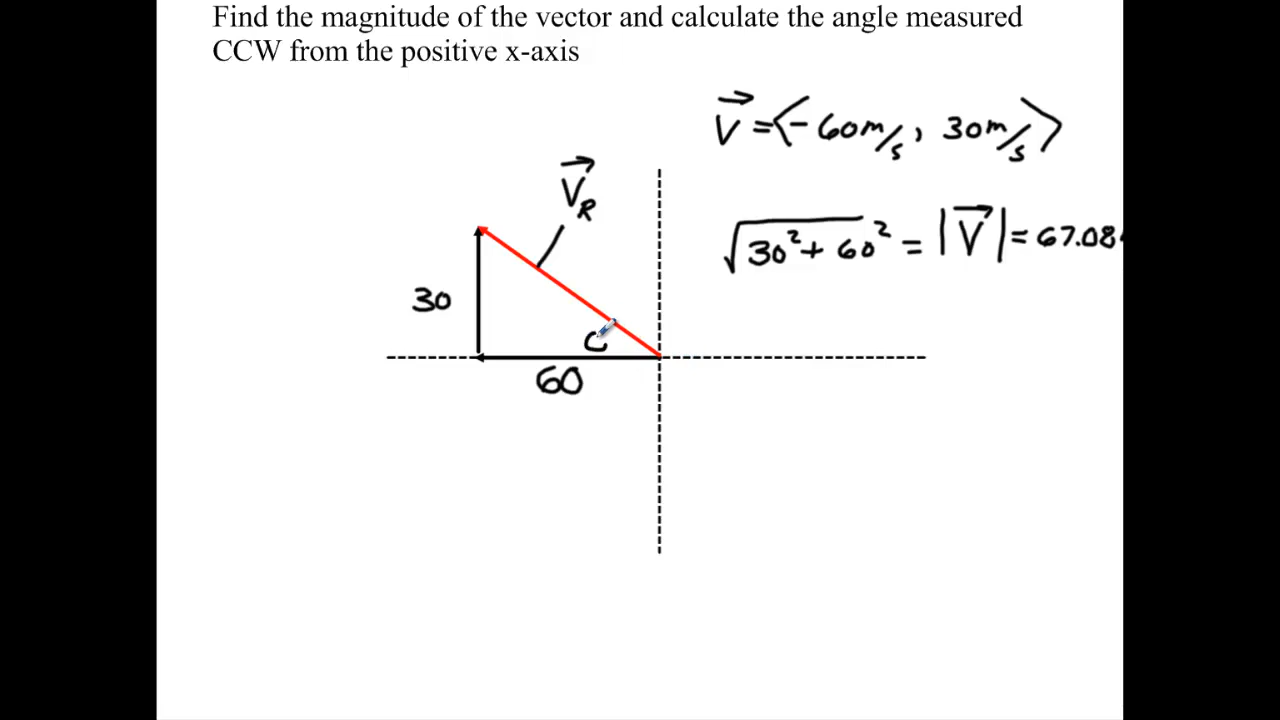 Find the magnitude of the vector and calculate the angle measured
CCW from the positive x-axis
V⃗ = ⟨-60m/s, 30m/s⟩
V⃗_R
√30² + 60² = |V⃗| = 67.08
30
60